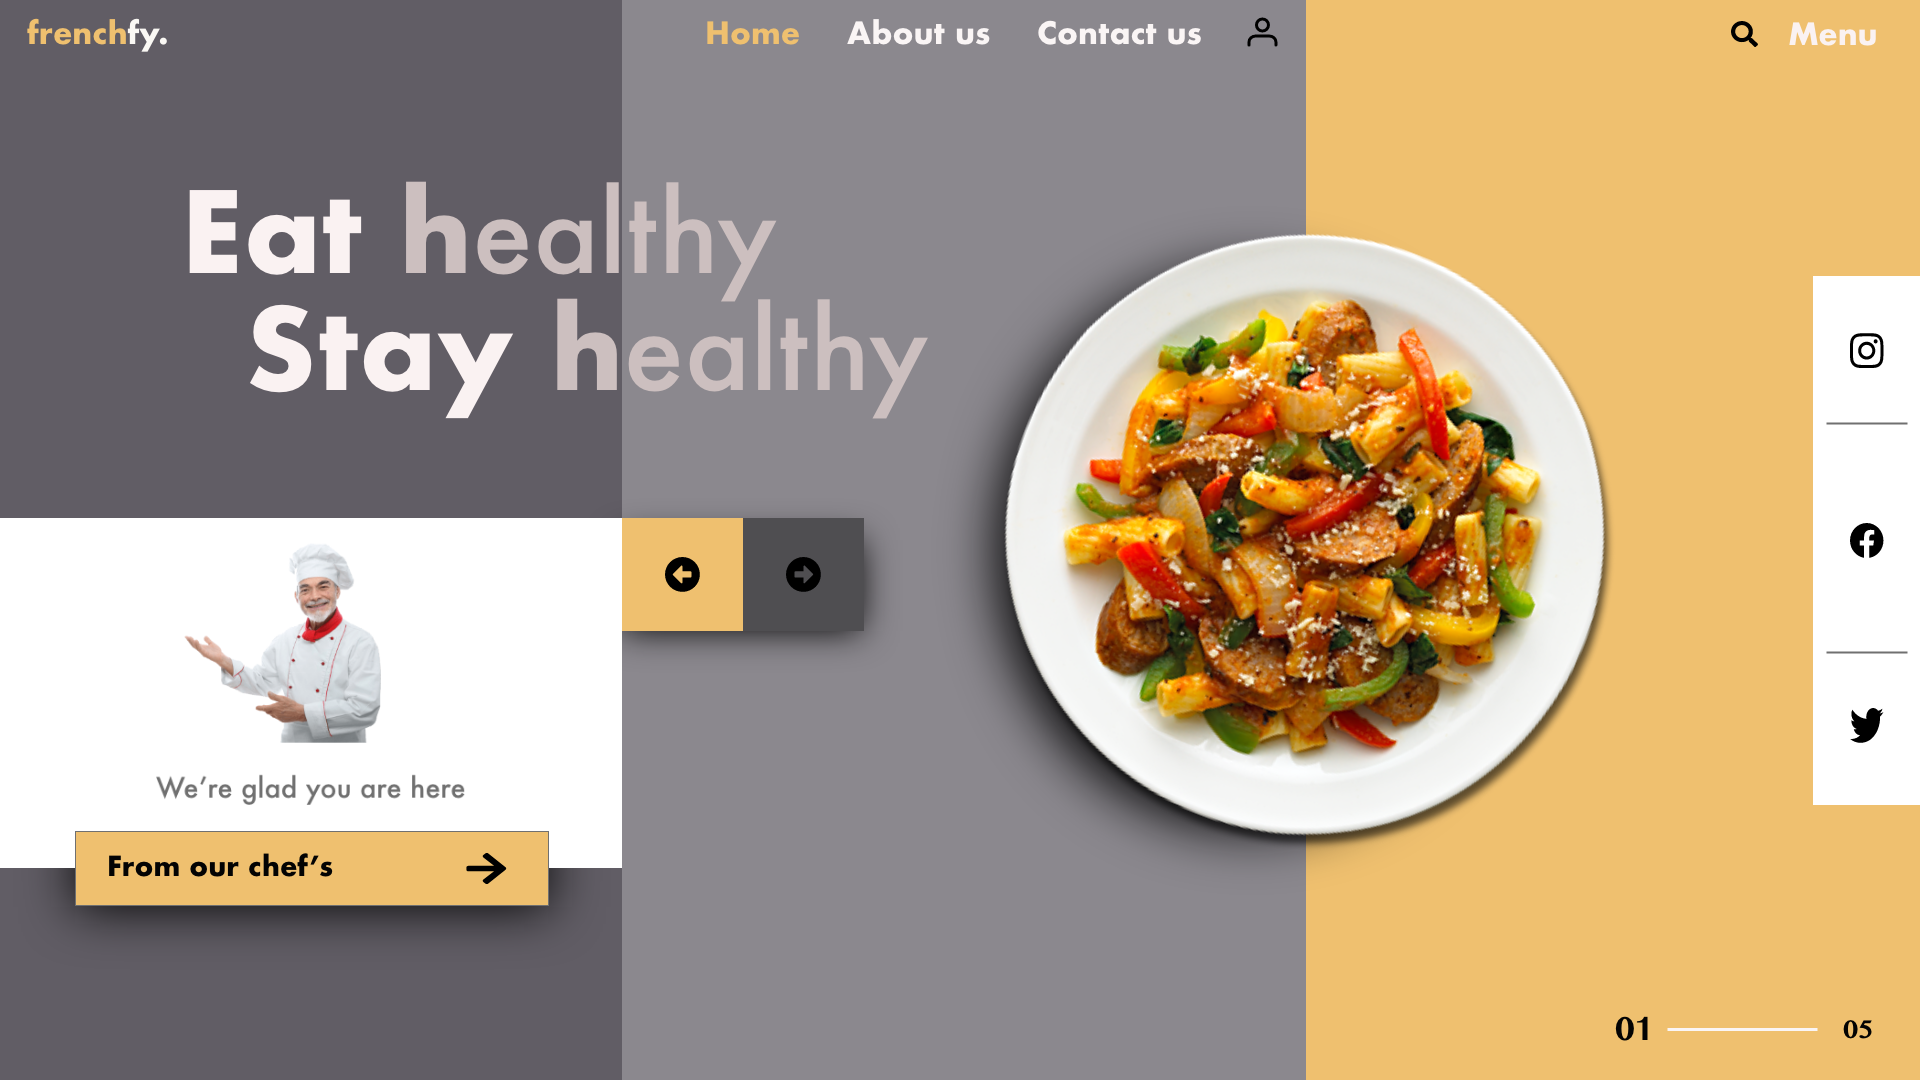 frenchfy.
Home About us Contact us
Menu
Eat healthy
Stay healthy
We’re glad you are here
From our chef’s
01 05